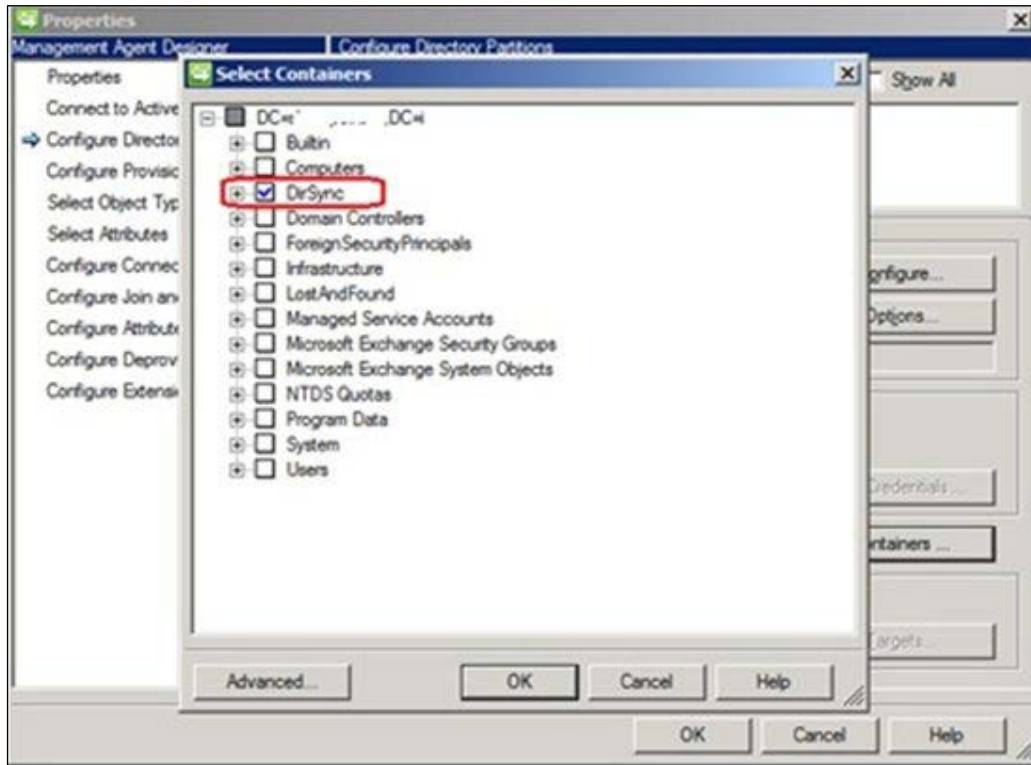 Properties
Management Agent Designer
Configure Directory Partitions
Properties
Connect to Active
Configure Director
Configure Provisio
Select Object Typ
Select Attributes
Configure Connec
Configure Join an
Configure Attribute
Configure Deprov
Configure Extensi
Show All
Select Containers
Builtin
Computers
DirSync
Domain Controllers
ForeignSecurityPrincipals
Infrastructure
LostAndFound
Managed Service Accounts
Microsoft Exchange Security Groups
Microsoft Exchange System Objects
NTDS Quotas
Program Data
System
Users
Advanced...
OK
Cancel
Help
onfigure...
Options...
Credentials ...
ntainers ...
Targets...
OK
Cancel
Help